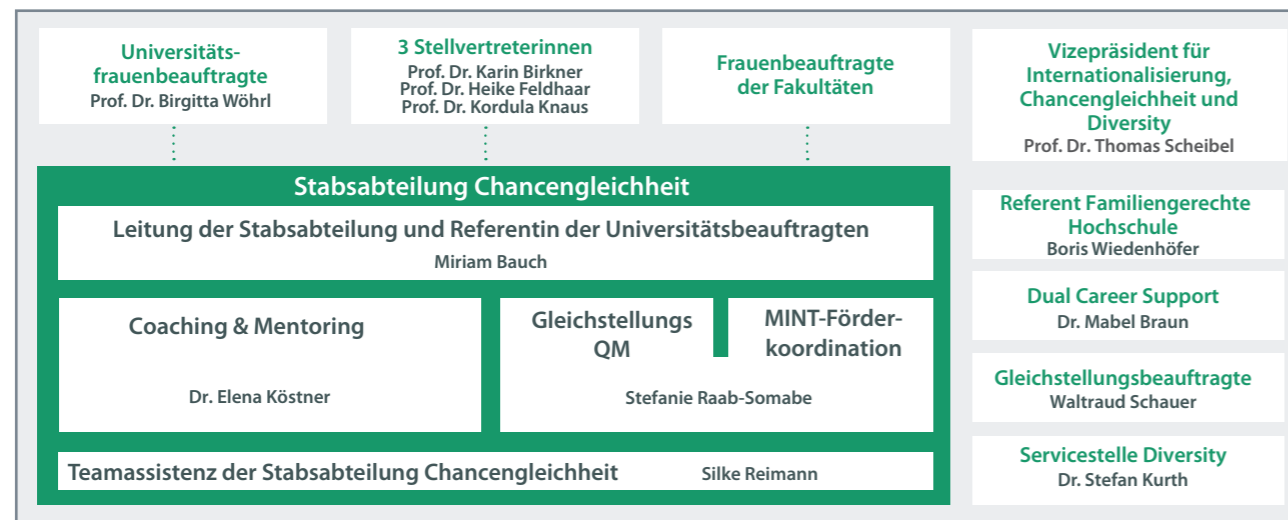 Universitäts-
frauenbeauftragte
Prof. Dr. Birgitta Wöhrl
3 Stellvertreterinnen
Prof. Dr. Karin Birkner
Prof. Dr. Heike Feldhaar
Prof. Dr. Kordula Knaus
Frauenbeauftragte
der Fakultäten
Vizepräsident für
Internationalisierung,
Chancengleichheit und
Diversity
Prof. Dr. Thomas Scheibel
Stabsabteilung Chancengleichheit
Leitung der Stabsabteilung und Referentin der Universitätsbeauftragten
Miriam Bauch
Coaching & Mentoring
Dr. Elena Köstner
Gleichstellungs
QM
MINT-Förder-
koordination
Stefanie Raab-Somabe
Teamassistenz der Stabsabteilung Chancengleichheit Silke Reimann
Referent Familiengerechte
Hochschule
Boris Wiedenhöfer
Dual Career Support
Dr. Mabel Braun
Gleichstellungsbeauftragte
Waltraud Schauer
Servicestelle Diversity
Dr. Stefan Kurth